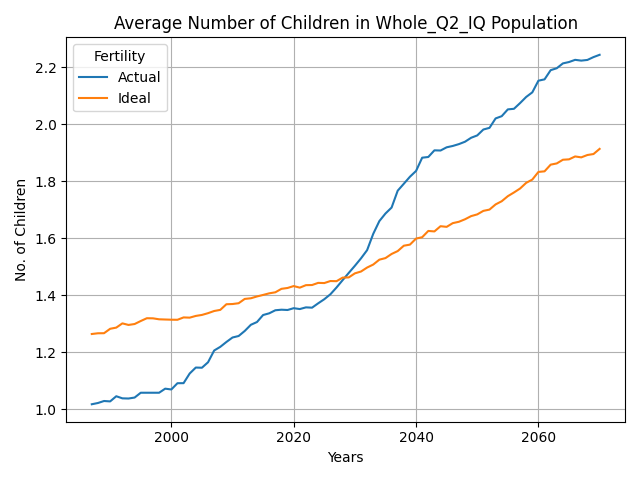 Average Number of Children in Whole_Q2_IQ Population
Fertility
Actual
Ideal
No. of Children
2.2
2.0
1.8
1.6
1.4
1.2
1.0
2000
2020
2040
2060
Years